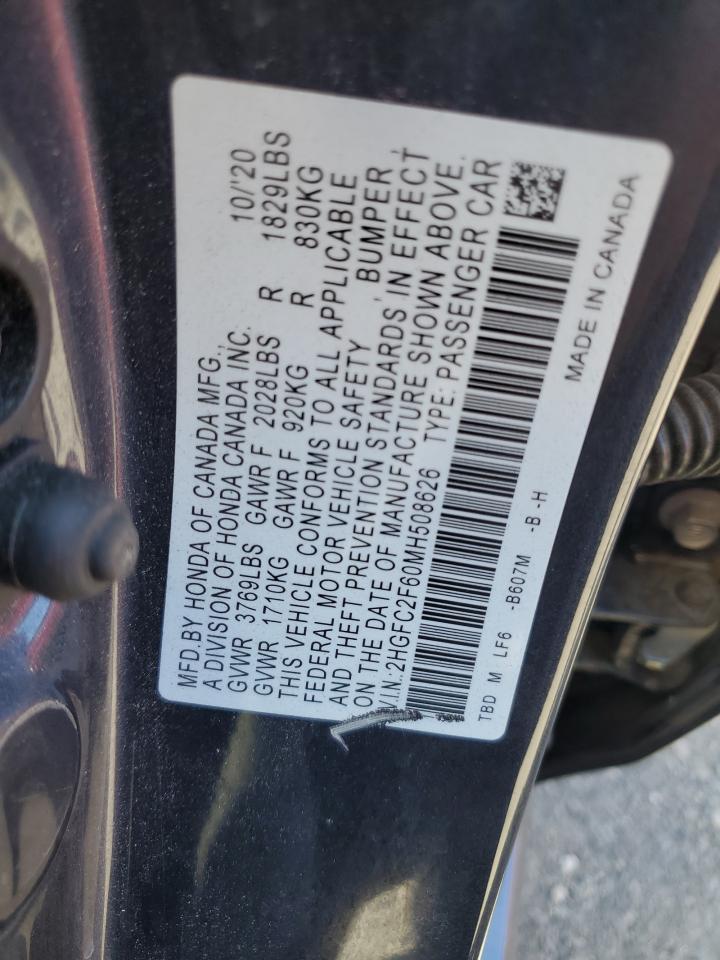 MFD.BY HONDA OF CANADA MFG., 10/'20
A DIVISION OF HONDA CANADA INC.
GVWR 3769LBS GAWR F 2028LBS R 1829LBS
GVWR 1710KG GAWR F 920KG R 830KG
THIS VEHICLE CONFORMS TO ALL APPLICABLE
FEDERAL MOTOR VEHICLE SAFETY, BUMPER,
AND THEFT PREVENTION STANDARDS IN EFFECT
ON THE DATE OF MANUFACTURE SHOWN ABOVE.
V.I.N.:2HGFC2F60MH508626 TYPE: PASSENGER CAR
TBD M LF6 -B607M -B -H MADE IN CANADA